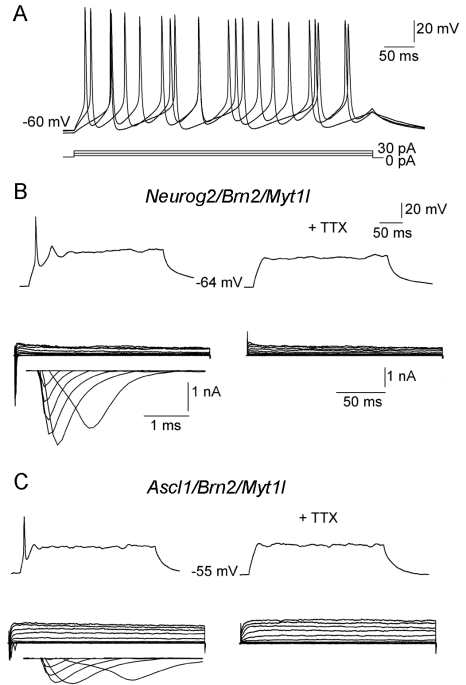 A
20 mV
50 ms
-60 mV
30 pA
0 pA
B
Neurog2/Brn2/Myt1l
20 mV
50 ms
+ TTX
-64 mV
1 nA
1 ms
1 nA
50 ms
C
Ascl1/Brn2/Myt1l
+ TTX
-55 mV